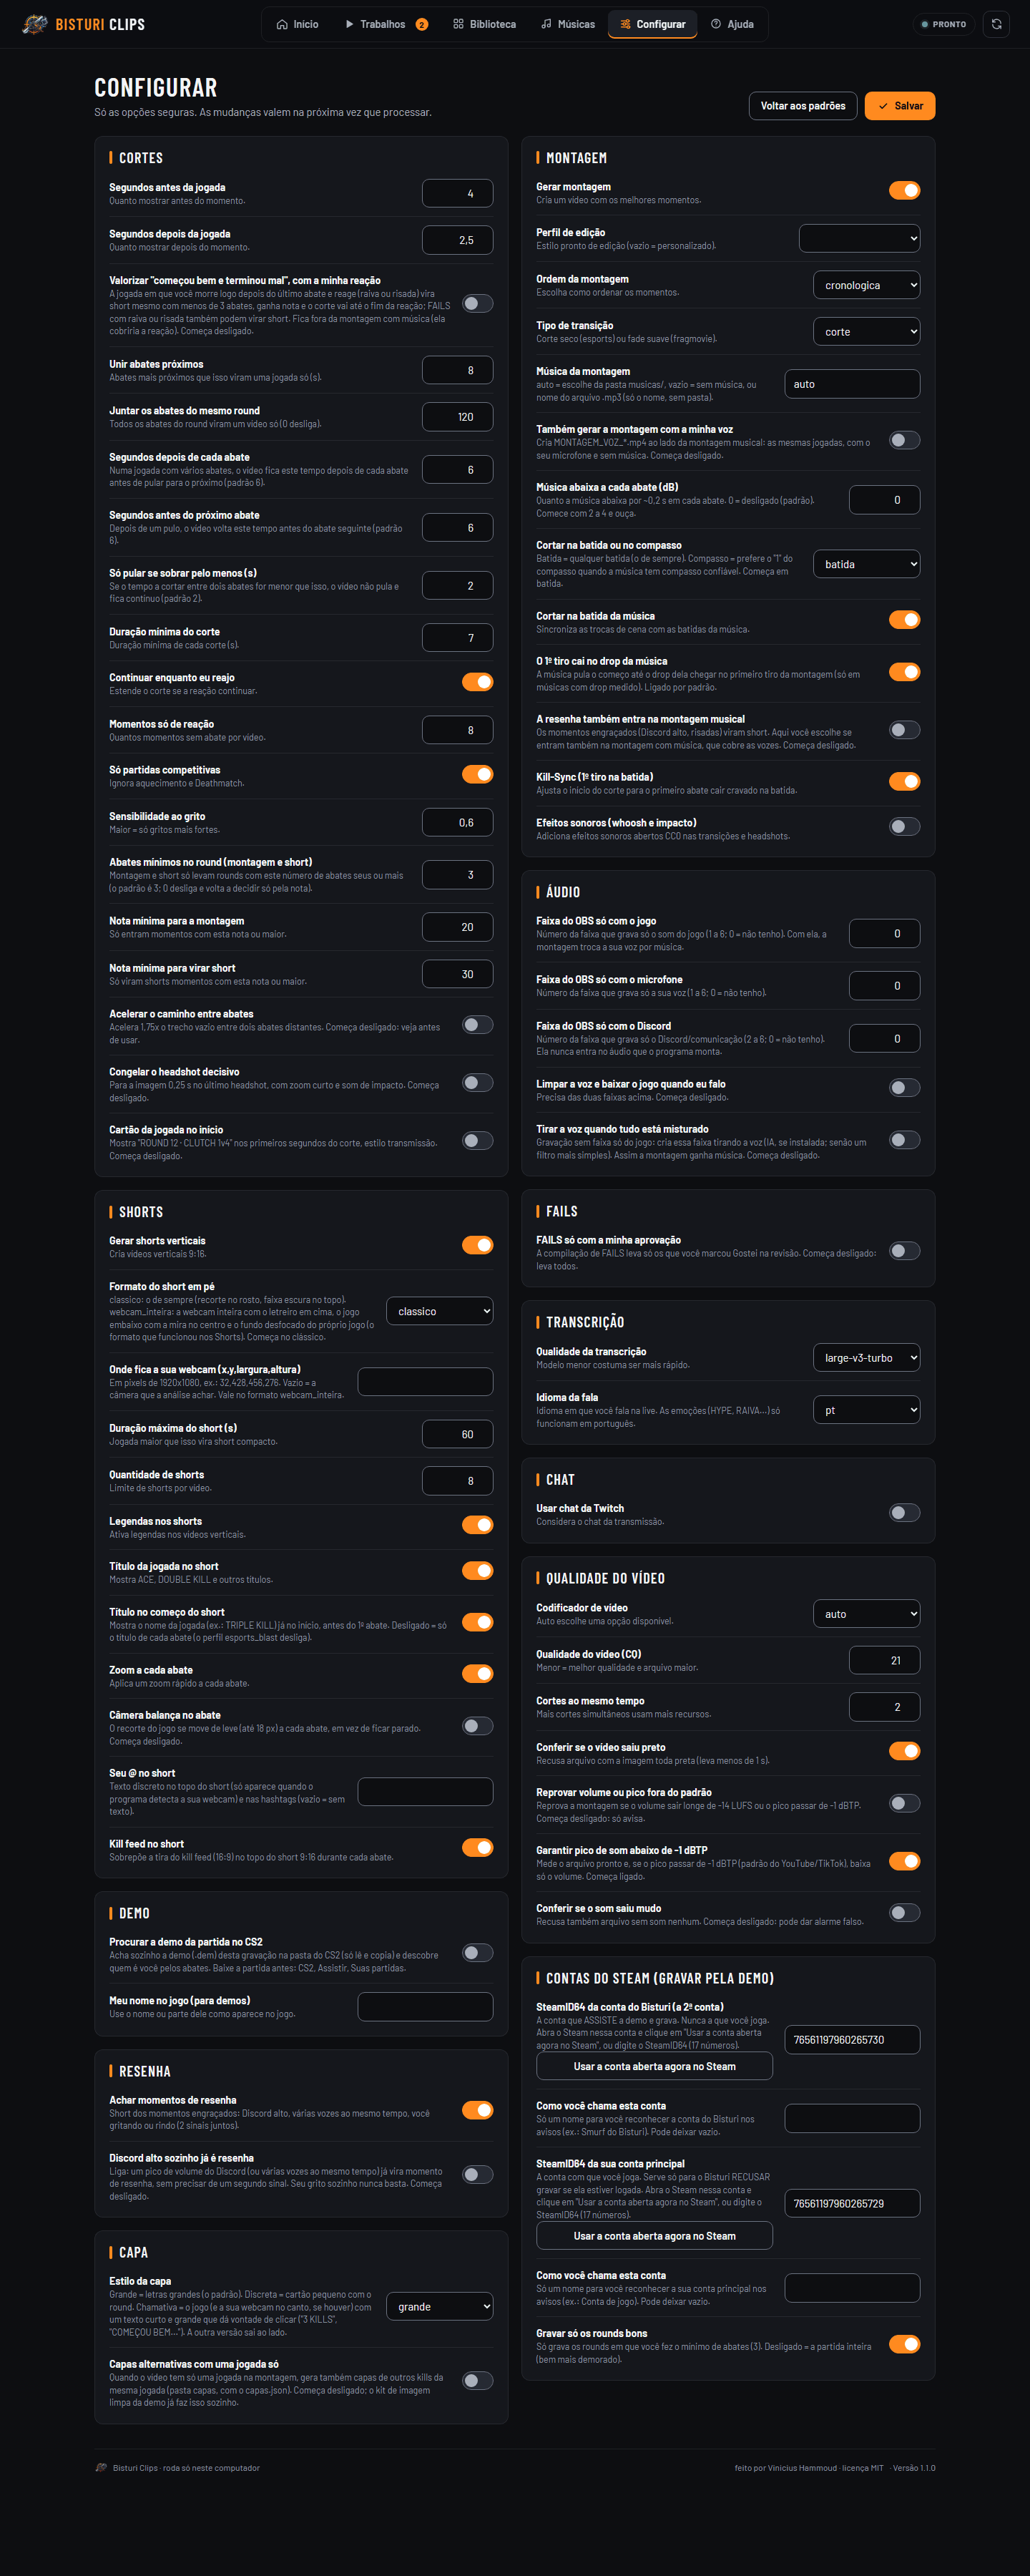 BISTURI CLIPS
Início
Trabalhos 2
Biblioteca
Músicas
Configurar
Ajuda
PRONTO
CONFIGURAR
Só as opções seguras. As mudanças valem na próxima vez que processar.
Voltar aos padrões
Salvar
CORTES
Segundos antes da jogada
Quanto mostrar antes do momento.
4
Segundos depois da jogada
Quanto mostrar depois do momento.
2,5
Valorizar "começou bem e terminou mal", com a minha reação
A jogada em que você morre logo depois do último abate e reage (raiva ou risada) vira
short mesmo com menos de 3 abates, ganha nota e o corte vai até o fim da reação; FAILS
com raiva ou risada também podem virar short. Fica fora da montagem com música (ela
cobriria a reação). Começa desligado.
Unir abates próximos
Abates mais próximos que isso viram uma jogada só (s).
8
Juntar os abates do mesmo round
Todos os abates do round viram um vídeo só (0 desliga).
120
Segundos depois de cada abate
Numa jogada com vários abates, o vídeo fica este tempo depois de cada abate
antes de pular para o próximo (padrão 6).
6
Segundos antes do próximo abate
Depois de um pulo, o vídeo volta este tempo antes do abate seguinte (padrão
6).
6
Só pular se sobrar pelo menos (s)
Se o tempo a cortar entre dois abates for menor que isso, o vídeo não pula e
fica contínuo (padrão 2).
2
Duração mínima do corte
Duração mínima de cada corte (s).
7
Continuar enquanto eu reajo
Estende o corte se a reação continuar.
Momentos só de reação
Quantos momentos sem abate por vídeo.
8
Só partidas competitivas
Ignora aquecimento e Deathmatch.
Sensibilidade ao grito
Maior = só gritos mais fortes.
0,6
Abates mínimos no round (montagem e short)
Montagem e short só levam rounds com este número de abates seus ou mais
(o padrão é 3; 0 desliga e volta a decidir só pela nota).
3
Nota mínima para a montagem
Só entram momentos com esta nota ou maior.
20
Nota mínima para virar short
Só viram shorts momentos com esta nota ou maior.
30
Acelerar o caminho entre abates
Acelera 1,75x o trecho vazio entre dois abates distantes. Começa desligado: veja antes
de usar.
Congelar o headshot decisivo
Para a imagem 0,25 s no último headshot, com zoom curto e som de impacto. Começa
desligado.
Cartão da jogada no início
Mostra "ROUND 12 · CLUTCH 1v4" nos primeiros segundos do corte, estilo transmissão.
Começa desligado.
SHORTS
Gerar shorts verticais
Cria vídeos verticais 9:16.
Formato do short em pé
classico: o de sempre (recorte no rosto, faixa escura no topo).
webcam_inteira: a webcam inteira com o letreiro em cima, o jogo
embaixo com a mira no centro e o fundo desfocado do próprio jogo (o
formato que funcionou nos Shorts). Começa no clássico.
classico
Onde fica a sua webcam (x,y,largura,altura)
Em pixels de 1920x1080, ex.: 32,428,456,276. Vazio = a
câmera que a análise achar. Vale no formato webcam_inteira.
Duração máxima do short (s)
Jogada maior que isso vira short compacto.
60
Quantidade de shorts
Limite de shorts por vídeo.
8
Legendas nos shorts
Ativa legendas nos vídeos verticais.
Título da jogada no short
Mostra ACE, DOUBLE KILL e outros títulos.
Título no começo do short
Mostra o nome da jogada (ex.: TRIPLE KILL) já no início, antes do 1º abate. Desligado = só
o título de cada abate (o perfil esports_blast desliga).
Zoom a cada abate
Aplica um zoom rápido a cada abate.
Câmera balança no abate
O recorte do jogo se move de leve (até 18 px) a cada abate, em vez de ficar parado.
Começa desligado.
Seu @ no short
Texto discreto no topo do short (só aparece quando o
programa detecta a sua webcam) e nas hashtags (vazio = sem
texto).
Kill feed no short
Sobrepõe a tira do kill feed (16:9) no topo do short 9:16 durante cada abate.
DEMO
Procurar a demo da partida no CS2
Acha sozinho a demo (.dem) desta gravação na pasta do CS2 (só lê e copia) e descobre
quem é você pelos abates. Baixe a partida antes: CS2, Assistir, Suas partidas.
Meu nome no jogo (para demos)
Use o nome ou parte dele como aparece no jogo.
RESENHA
Achar momentos de resenha
Short dos momentos engraçados: Discord alto, várias vozes ao mesmo tempo, você
gritando ou rindo (2 sinais juntos).
Discord alto sozinho já é resenha
Liga: um pico de volume do Discord (ou várias vozes ao mesmo tempo) já vira momento
de resenha, sem precisar de um segundo sinal. Seu grito sozinho nunca basta. Começa
desligado.
CAPA
Estilo da capa
Grande = letras grandes (o padrão). Discreta = cartão pequeno com o
round. Chamativa = o jogo (e a sua webcam no canto, se houver) com
um texto curto e grande que dá vontade de clicar ("3 KILLS",
"COMEÇOU BEM..."). A outra versão sai ao lado.
grande
Capas alternativas com uma jogada só
Quando o vídeo tem só uma jogada na montagem, gera também capas de outros kills da
mesma jogada (pasta capas, com o capas.json). Começa desligado; o kit de imagem
limpa da demo já faz isso sozinho.
MONTAGEM
Gerar montagem
Cria um vídeo com os melhores momentos.
Perfil de edição
Estilo pronto de edição (vazio = personalizado).
Ordem da montagem
Escolha como ordenar os momentos.
cronologica
Tipo de transição
Corte seco (esports) ou fade suave (fragmovie).
corte
Música da montagem
auto = escolhe da pasta musicas/, vazio = sem música, ou
nome do arquivo .mp3 (só o nome, sem pasta).
auto
Também gerar a montagem com a minha voz
Cria MONTAGEM_VOZ_*.mp4 ao lado da montagem musical: as mesmas jogadas, com o
seu microfone e sem música. Começa desligado.
Música abaixa a cada abate (dB)
Quanto a música abaixa por ~0,2 s em cada abate. 0 = desligado (padrão).
Comece com 2 a 4 e ouça.
0
Cortar na batida ou no compasso
Batida = qualquer batida (o de sempre). Compasso = prefere o "1" do
compasso quando a música tem compasso confiável. Começa em
batida.
batida
Cortar na batida da música
Sincroniza as trocas de cena com as batidas da música.
O 1º tiro cai no drop da música
A música pula o começo até o drop dela chegar no primeiro tiro da montagem (só em
músicas com drop medido). Ligado por padrão.
A resenha também entra na montagem musical
Os momentos engraçados (Discord alto, risadas) viram short. Aqui você escolhe se
entram também na montagem com música, que cobre as vozes. Começa desligado.
Kill-Sync (1º tiro na batida)
Ajusta o início do corte para o primeiro abate cair cravado na batida.
Efeitos sonoros (whoosh e impacto)
Adiciona efeitos sonoros abertos CC0 nas transições e headshots.
ÁUDIO
Faixa do OBS só com o jogo
Número da faixa que grava só o som do jogo (1 a 6; 0 = não tenho). Com ela, a
montagem troca a sua voz por música.
0
Faixa do OBS só com o microfone
Número da faixa que grava só a sua voz (1 a 6; 0 = não tenho).
0
Faixa do OBS só com o Discord
Número da faixa que grava só o Discord/comunicação (2 a 6; 0 = não tenho).
Ela nunca entra no áudio que o programa monta.
0
Limpar a voz e baixar o jogo quando eu falo
Precisa das duas faixas acima. Começa desligado.
Tirar a voz quando tudo está misturado
Gravação sem faixa só do jogo: cria essa faixa tirando a voz (IA, se instalada; senão um
filtro mais simples). Assim a montagem ganha música. Começa desligado.
FAILS
FAILS só com a minha aprovação
A compilação de FAILS leva só os que você marcou Gostei na revisão. Começa desligado:
leva todos.
TRANSCRIÇÃO
Qualidade da transcrição
Modelo menor costuma ser mais rápido.
large-v3-turbo
Idioma da fala
Idioma em que você fala na live. As emoções (HYPE, RAIVA...) só
funcionam em português.
pt
CHAT
Usar chat da Twitch
Considera o chat da transmissão.
QUALIDADE DO VÍDEO
Codificador de vídeo
Auto escolhe uma opção disponível.
auto
Qualidade do vídeo (CQ)
Menor = melhor qualidade e arquivo maior.
21
Cortes ao mesmo tempo
Mais cortes simultâneos usam mais recursos.
2
Conferir se o vídeo saiu preto
Recusa arquivo com a imagem toda preta (leva menos de 1 s).
Reprovar volume ou pico fora do padrão
Reprova a montagem se o volume sair longe de -14 LUFS ou o pico passar de -1 dBTP.
Começa desligado: só avisa.
Garantir pico de som abaixo de -1 dBTP
Mede o arquivo pronto e, se o pico passar de -1 dBTP (padrão do YouTube/TikTok), baixa
só o volume. Começa ligado.
Conferir se o som saiu mudo
Recusa também arquivo sem som nenhum. Começa desligado: pode dar alarme falso.
CONTAS DO STEAM (GRAVAR PELA DEMO)
SteamID64 da conta do Bisturi (a 2ª conta)
A conta que ASSISTE a demo e grava. Nunca a que você joga.
Abra o Steam nessa conta e clique em "Usar a conta aberta
agora no Steam", ou digite o SteamID64 (17 números).
Usar a conta aberta agora no Steam
76561197960265730
Como você chama esta conta
Só um nome para você reconhecer a conta do Bisturi nos
avisos (ex.: Smurf do Bisturi). Pode deixar vazio.
SteamID64 da sua conta principal
A conta com que você joga. Serve só para o Bisturi RECUSAR
gravar se ela estiver logada. Abra o Steam nessa conta e
clique em "Usar a conta aberta agora no Steam", ou digite o
SteamID64 (17 números).
Usar a conta aberta agora no Steam
76561197960265729
Como você chama esta conta
Só um nome para você reconhecer a sua conta principal nos
avisos (ex.: Conta de jogo). Pode deixar vazio.
Gravar só os rounds bons
Só grava os rounds em que você fez o mínimo de abates (3). Desligado = a partida inteira
(bem mais demorado).
Bisturi Clips · roda só neste computador
feito por Vinicius Hammoud · licença MIT · Versão 1.1.0